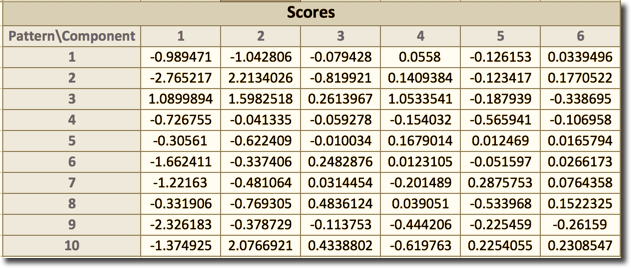 Scores
Pattern\Component 1 2 3 4 5 6
1 -0.989471 -1.042806 -0.079428 0.0558 -0.126153 0.0339496
2 -2.765217 2.2134026 -0.819921 0.1409384 -0.123417 0.1770522
3 1.0899894 1.5982518 0.2613967 1.0533541 -0.187939 -0.338695
4 -0.726755 -0.041335 -0.059278 -0.154032 -0.565941 -0.106958
5 -0.30561 -0.622409 -0.010034 0.1679014 0.012469 0.0165794
6 -1.662411 -0.337406 0.2482876 0.0123105 -0.051597 0.0266173
7 -1.22163 -0.481064 0.0314454 -0.201489 0.2875753 0.0764358
8 -0.331906 -0.769305 0.4836124 0.039051 -0.533968 0.1522325
9 -2.326183 -0.378729 -0.113753 -0.444206 -0.225459 -0.26159
10 -1.374925 2.0766921 0.4338802 -0.619763 0.2254055 0.2308547